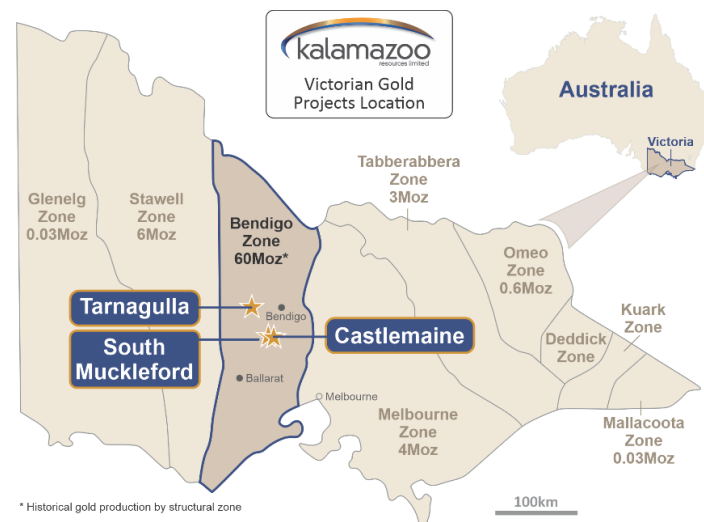 kalamazoo
resources limited
Victorian Gold
Projects Location
Australia
Victoria
Tabberabbera
Zone
3Moz
Glenelg
Zone
0.03Moz
Stawell
Zone
6Moz
Bendigo
Zone
60Moz*
Omeo
Zone
0.6Moz
Kuark
Zone
Deddick
Zone
Tarnagulla
Bendigo
South
Muckleford
Castlemaine
Ballarat
Melbourne
Melbourne
Zone
4Moz
Mallacoota
Zone
0.03Moz
* Historical gold production by structural zone
100km